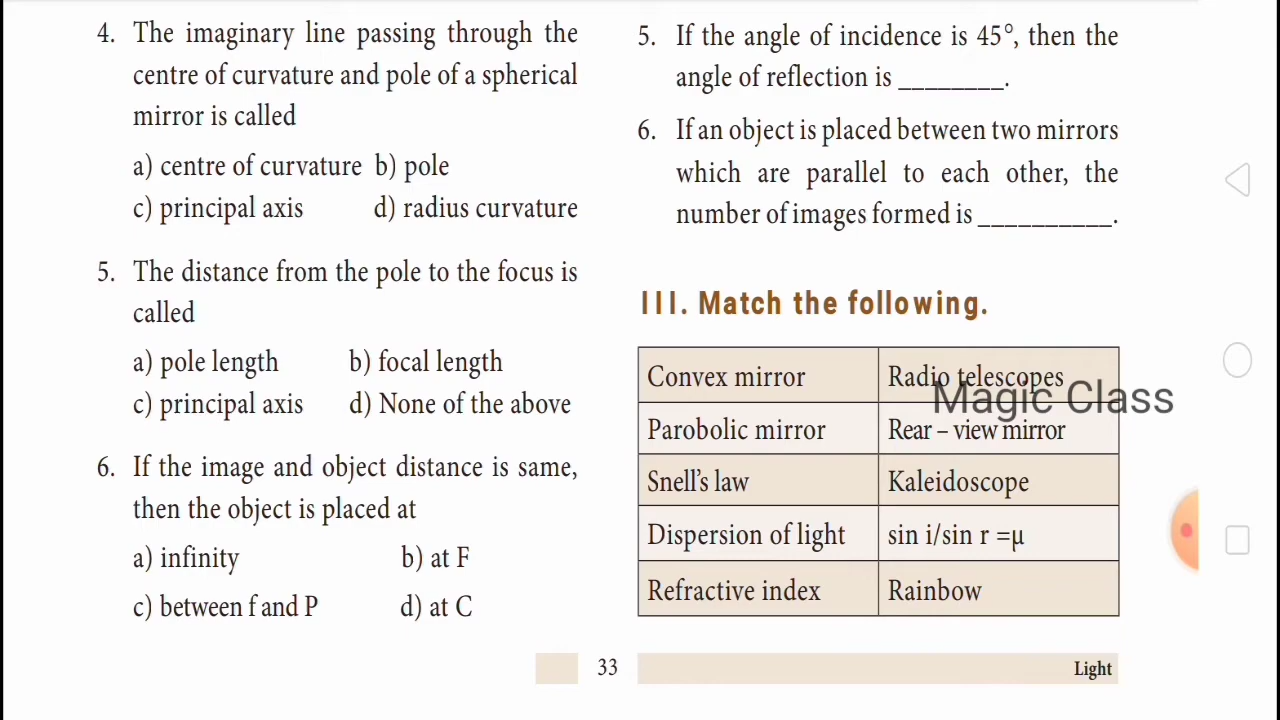 4. The imaginary line passing through the
centre of curvature and pole of a spherical
mirror is called
a) centre of curvature b) pole
c) principal axis d) radius curvature
5. The distance from the pole to the focus is
called
a) pole length b) focal length
c) principal axis d) None of the above
6. If the image and object distance is same,
then the object is placed at
a) infinity b) at F
c) between f and P d) at C
5. If the angle of incidence is 45°, then the
angle of reflection is ________.
6. If an object is placed between two mirrors
which are parallel to each other, the
number of images formed is __________.
III. Match the following.
Convex mirror Radio telescopes
Magic Class
Parobolic mirror Rear – view mirror
Snell's law Kaleidoscope
Dispersion of light sin i/sin r =μ
Refractive index Rainbow
33 Light